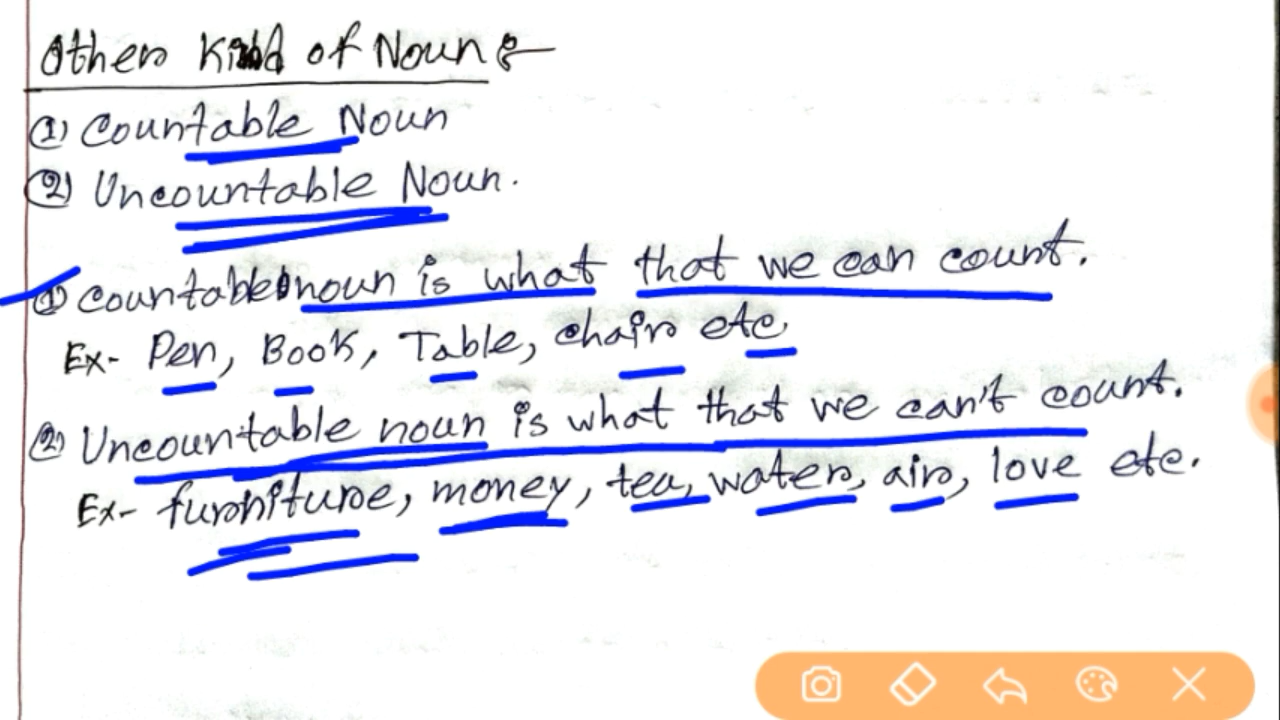 Others Kind of Noun :-
(1) Countable Noun
(2) Uncountable Noun.
(1) Countable noun is what that we can count.
Ex- Pen, Book, Table, chair etc
(2) Uncountable noun is what that we can't count.
Ex- furniture, money, tea, water, air, love etc.